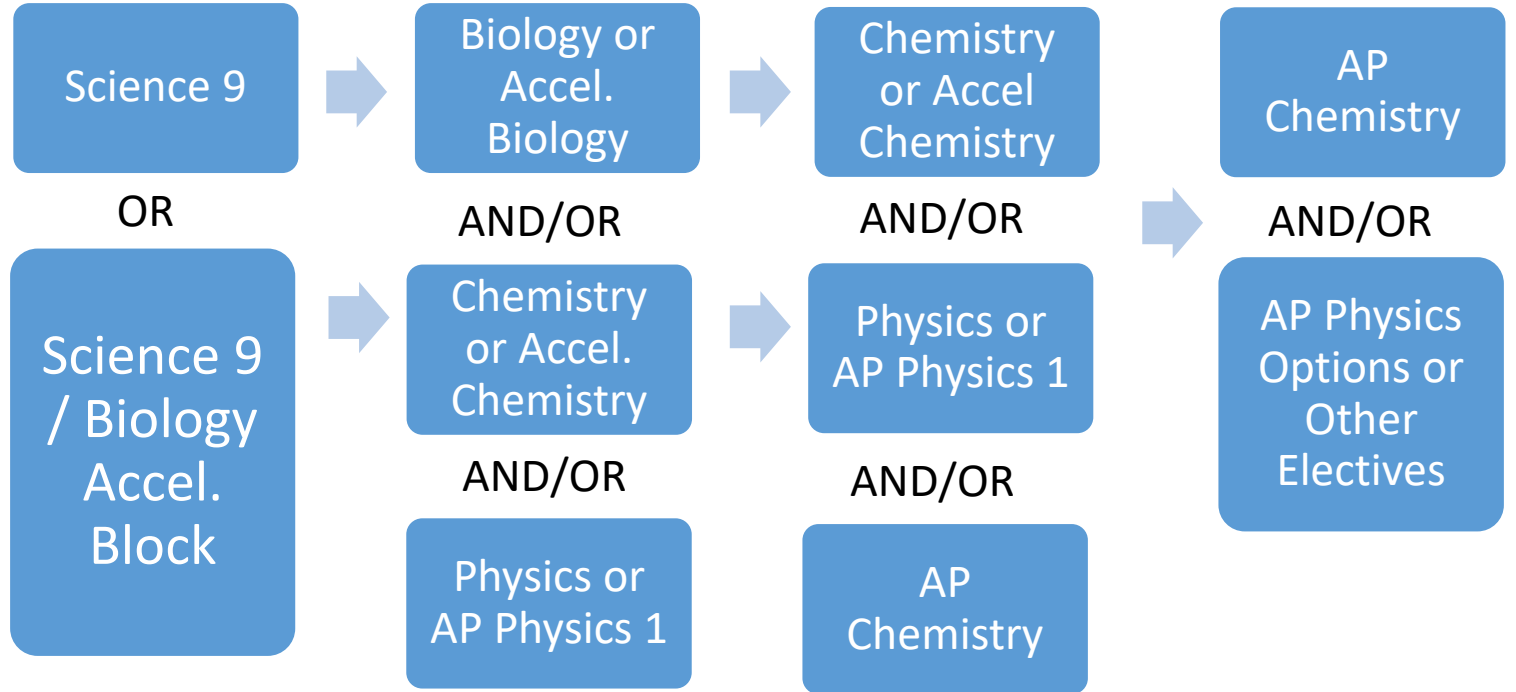 Science 9
OR
Science 9
/ Biology
Accel.
Block
Biology or
Accel.
Biology
AND/OR
Chemistry
or Accel.
Chemistry
AND/OR
Physics or
AP Physics 1
Chemistry
or Accel
Chemistry
AND/OR
Physics or
AP Physics 1
AND/OR
AP
Chemistry
AP
Chemistry
AND/OR
AP Physics
Options or
Other
Electives